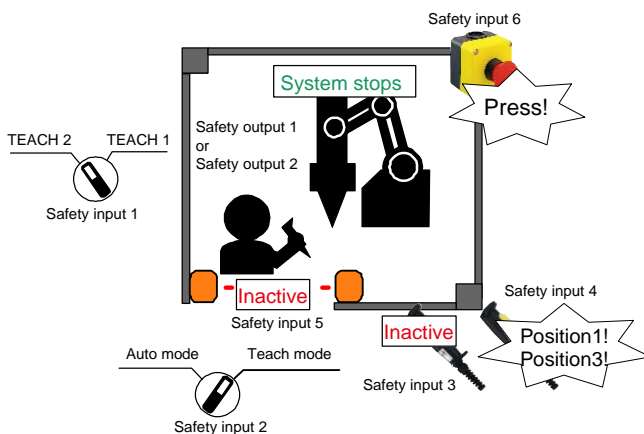 Safety input 6
System stops
Press!
TEACH 2
TEACH 1
Safety output 1
or
Safety output 2
Safety input 1
Inactive
Safety input 5
Safety input 4
Inactive
Position1!
Position3!
Auto mode
Teach mode
Safety input 3
Safety input 2